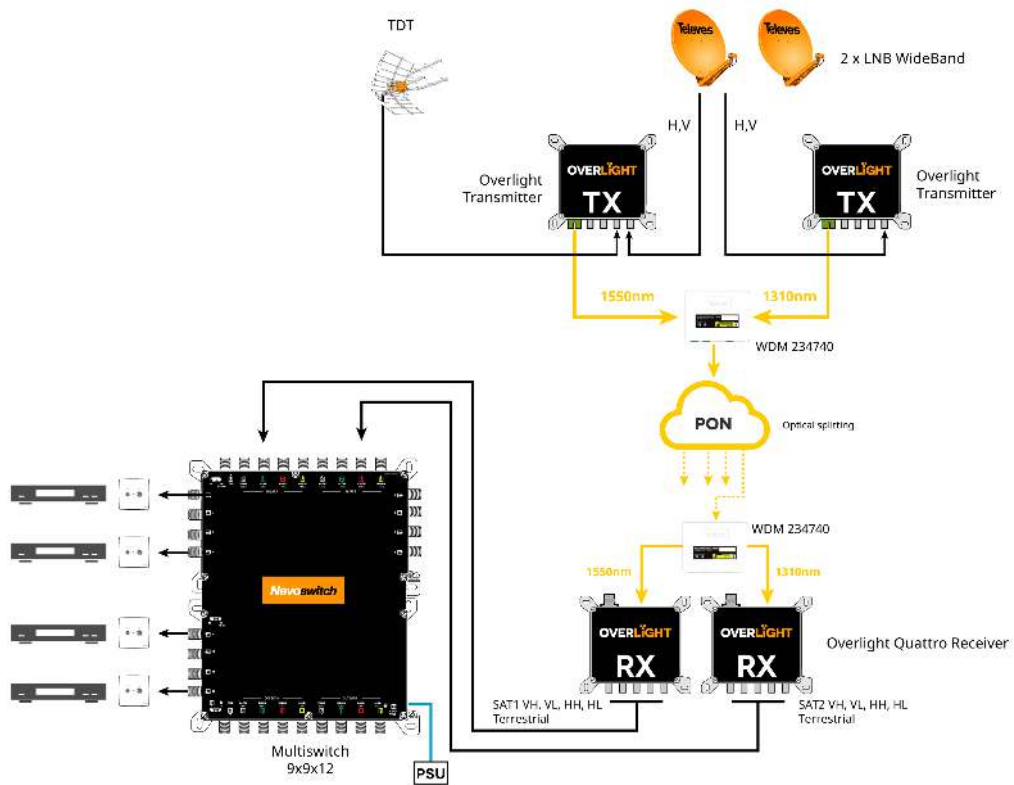 TDT
Televes
Televes
2 x LNB WideBand
H,V
H,V
Overlight
Transmitter
OVERLIGHT
TX
OVERLIGHT
TX
Overlight
Transmitter
1550nm
1310nm
WDM 234740
PON
Optical splitting
WDM 234740
1550nm
1310nm
Nevoswitch
OVERLIGHT
RX
OVERLIGHT
RX
Overlight Quattro Receiver
SAT1 VH, VL, HH, HL
Terrestrial
SAT2 VH, VL, HH, HL
Terrestrial
Multiswitch
9x9x12
PSU